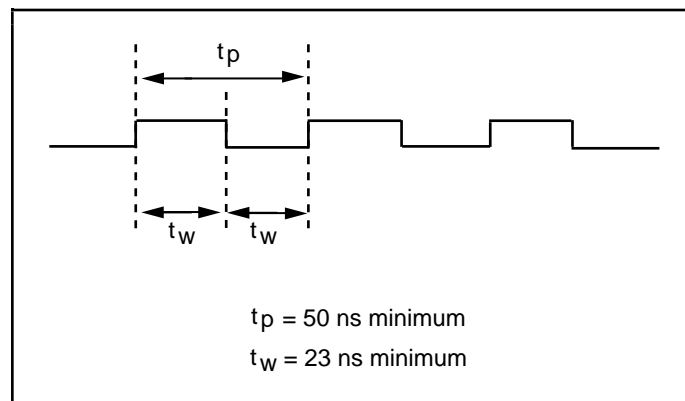 tp
tw tw
tp = 50 ns minimum
tw = 23 ns minimum